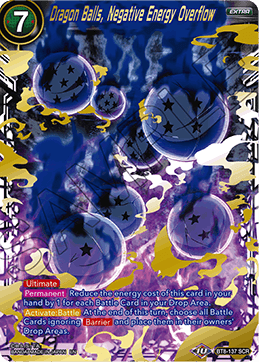 7
Dragon Balls, Negative Energy Overflow
EXTRA
Ultimate
Permanent Reduce the energy cost of this card in your
hand by 1 for each Battle Card in your Drop Area.
Activate:Battle At the end of this turn, choose all Battle
Cards ignoring Barrier and place them in their owners'
Drop Areas.
BT6-137 SCR